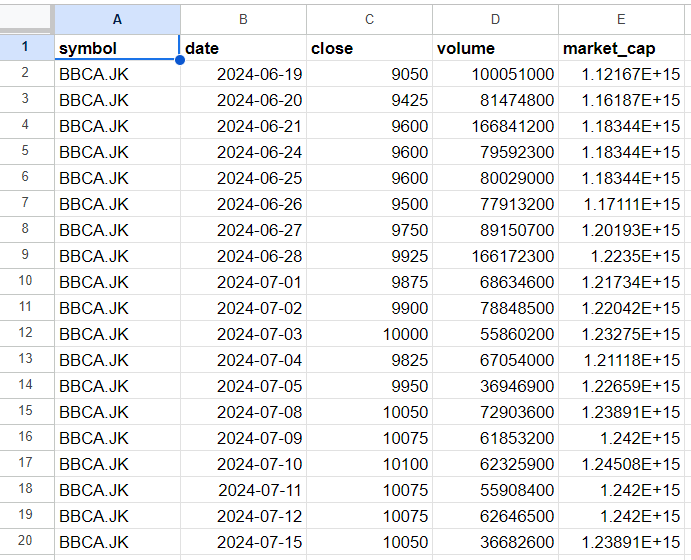 A B C D E
1 symbol date close volume market_cap
2 BBCA.JK 2024-06-19 9050 100051000 1.12167E+15
3 BBCA.JK 2024-06-20 9425 81474800 1.16187E+15
4 BBCA.JK 2024-06-21 9600 166841200 1.18344E+15
5 BBCA.JK 2024-06-24 9600 79592300 1.18344E+15
6 BBCA.JK 2024-06-25 9600 80029000 1.18344E+15
7 BBCA.JK 2024-06-26 9500 77913200 1.17111E+15
8 BBCA.JK 2024-06-27 9750 89150700 1.20193E+15
9 BBCA.JK 2024-06-28 9925 166172300 1.2235E+15
10 BBCA.JK 2024-07-01 9875 68634600 1.21734E+15
11 BBCA.JK 2024-07-02 9900 78848500 1.22042E+15
12 BBCA.JK 2024-07-03 10000 55860200 1.23275E+15
13 BBCA.JK 2024-07-04 9825 67054000 1.21118E+15
14 BBCA.JK 2024-07-05 9950 36946900 1.22659E+15
15 BBCA.JK 2024-07-08 10050 72903600 1.23891E+15
16 BBCA.JK 2024-07-09 10075 61853200 1.242E+15
17 BBCA.JK 2024-07-10 10100 62325900 1.24508E+15
18 BBCA.JK 2024-07-11 10075 55908400 1.242E+15
19 BBCA.JK 2024-07-12 10075 62646500 1.242E+15
20 BBCA.JK 2024-07-15 10050 36682600 1.23891E+15